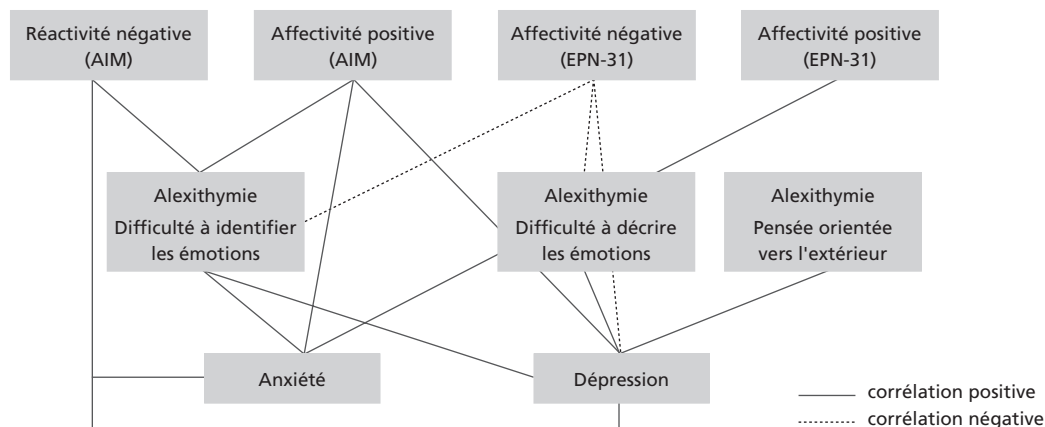 Réactivité négative
(AIM)
Affectivité positive
(AIM)
Affectivité négative
(EPN-31)
Affectivité positive
(EPN-31)
Alexithymie
Difficulté à identifier
les émotions
Alexithymie
Difficulté à décrire
les émotions
Alexithymie
Pensée orientée
vers l'extérieur
Anxiété
Dépression
corrélation positive
corrélation négative